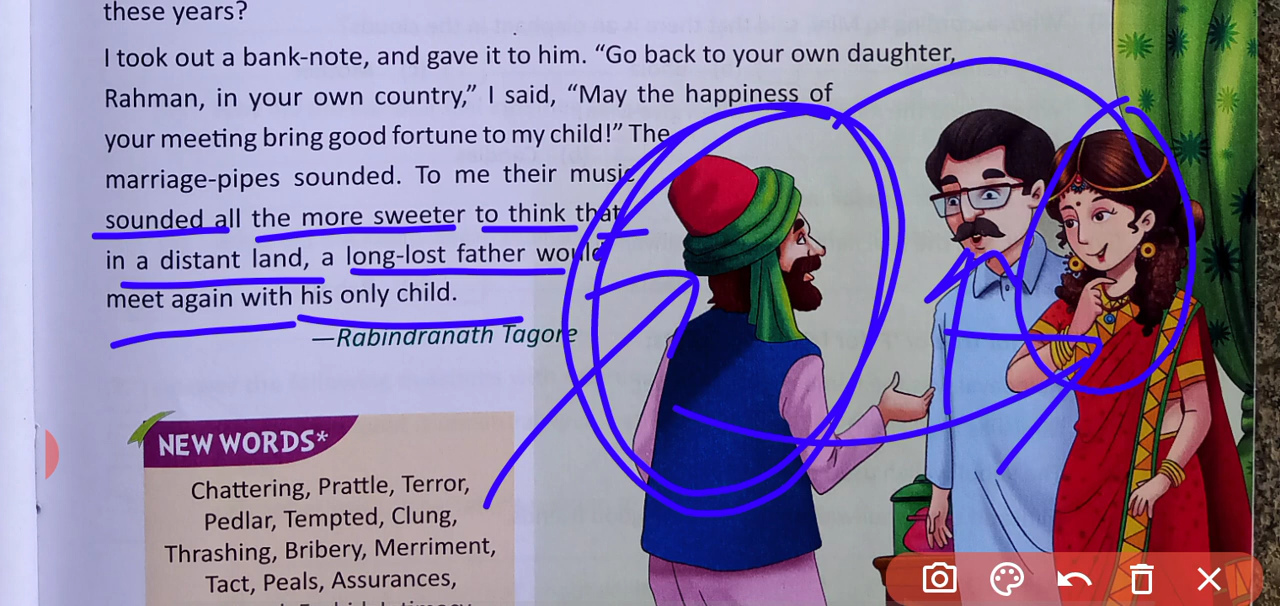 these years?
I took out a bank-note, and gave it to him. “Go back to your own daughter,
Rahman, in your own country,” I said, “May the happiness of
your meeting bring good fortune to my child!” The
marriage-pipes sounded. To me their music
sounded all the more sweeter to think that
in a distant land, a long-lost father would
meet again with his only child.
—Rabindranath Tagore
NEW WORDS*
Chattering, Prattle, Terror,
Pedlar, Tempted, Clung,
Thrashing, Bribery, Merriment,
Tact, Peals, Assurances,